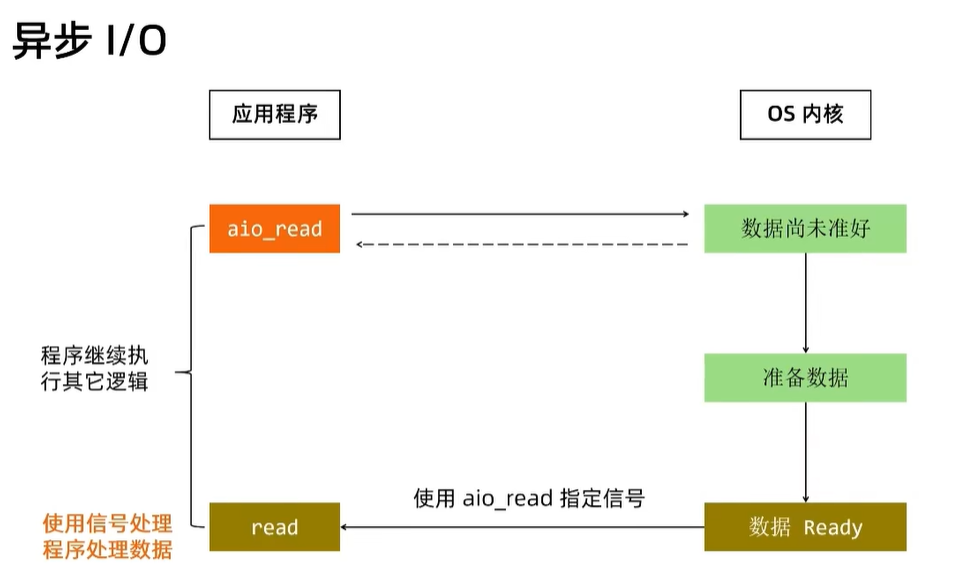 异步 I/O
应用程序
OS 内核
aio_read
数据尚未准好
程序继续执
行其它逻辑
准备数据
使用 aio_read 指定信号
使用信号处理
程序处理数据
read
数据 Ready